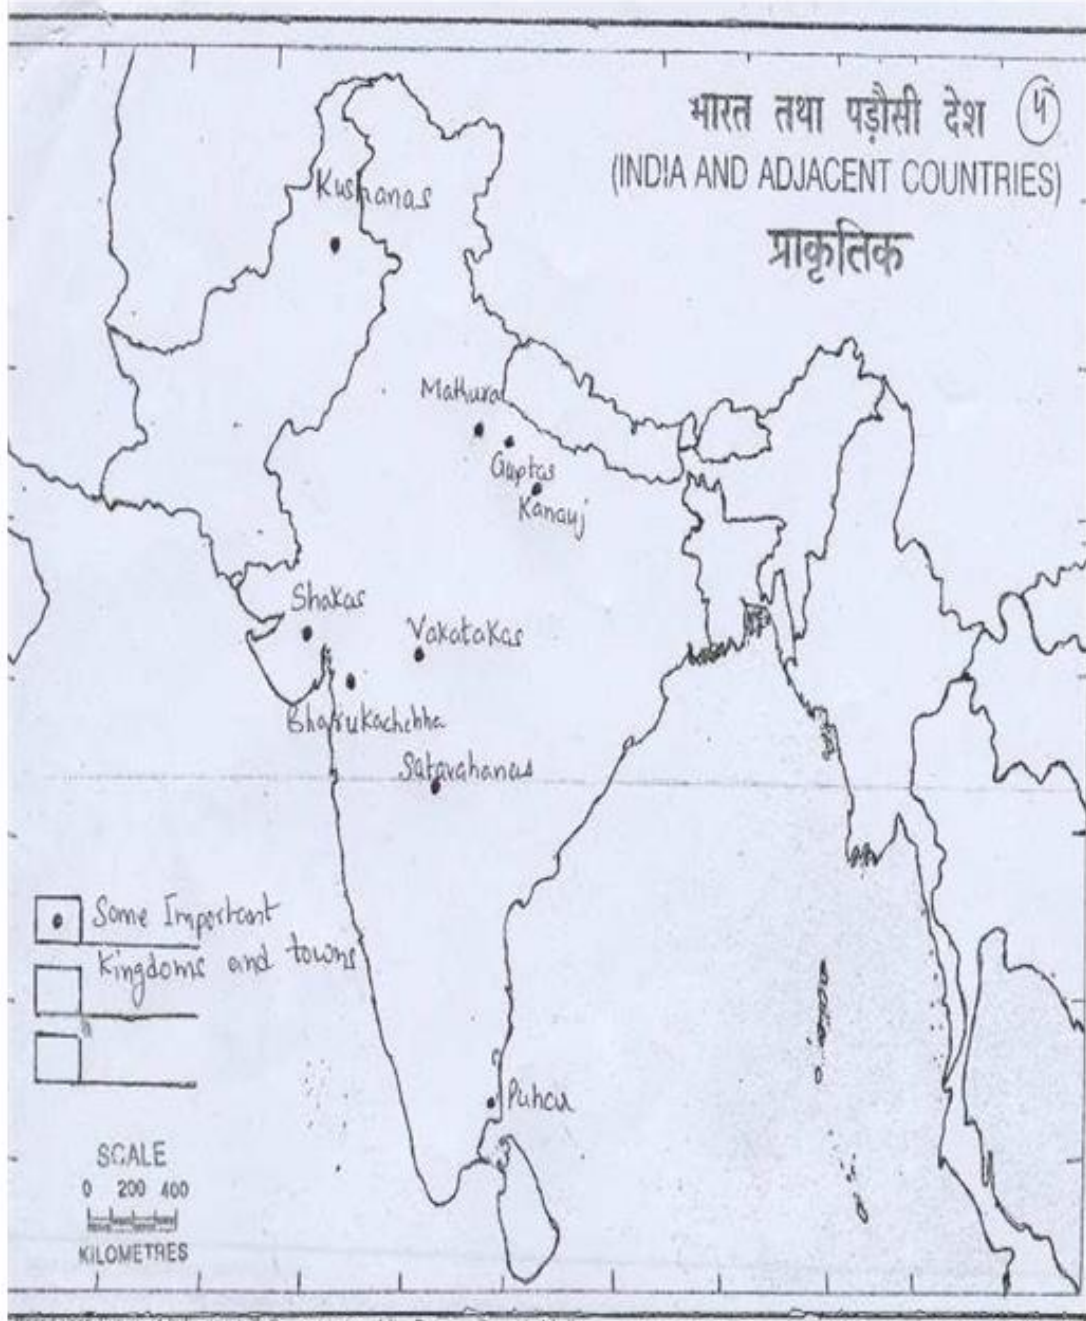 भारत तथा पड़ौसी देश 4
(INDIA AND ADJACENT COUNTRIES)
प्राकृतिक
Kushanas
Mathura
Guptas
Kanauj
Shakas
Vakatakas
Bharukachchha
Satavahanas
Some Important
Kingdoms and towns
Puhar
SCALE
0 200 400
KILOMETRES